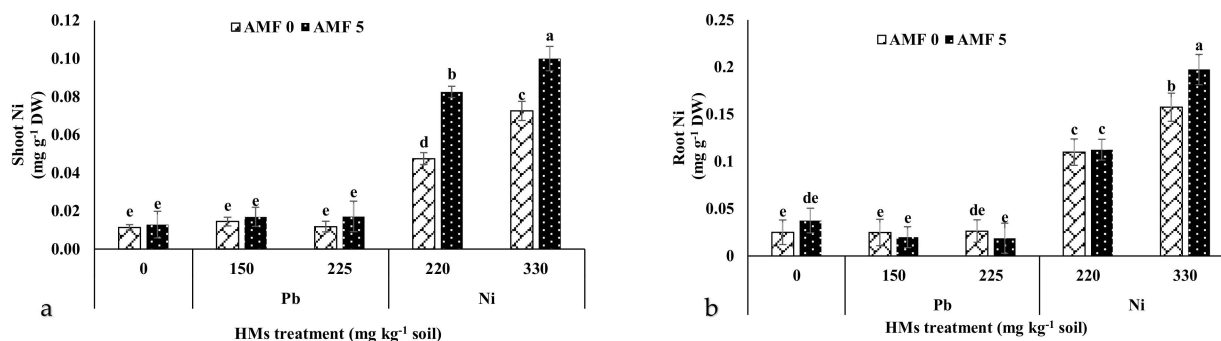 0.12
AMF 0 AMF 5
a
0.10
b
0.08
c
0.06
d
0.04
0.02
e e e e e e
0.00
0 150 225 220 330
Pb Ni
HMs treatment (mg kg-1 soil)
Shoot Ni
(mg g-1 DW)
a
0.25
AMF 0 AMF 5
a
0.2
b
0.15
c c
0.1
0.05
e de e e de e
0
0 150 225 220 330
Pb Ni
HMs treatment (mg kg-1 soil)
Root Ni
(mg g-1 DW)
b